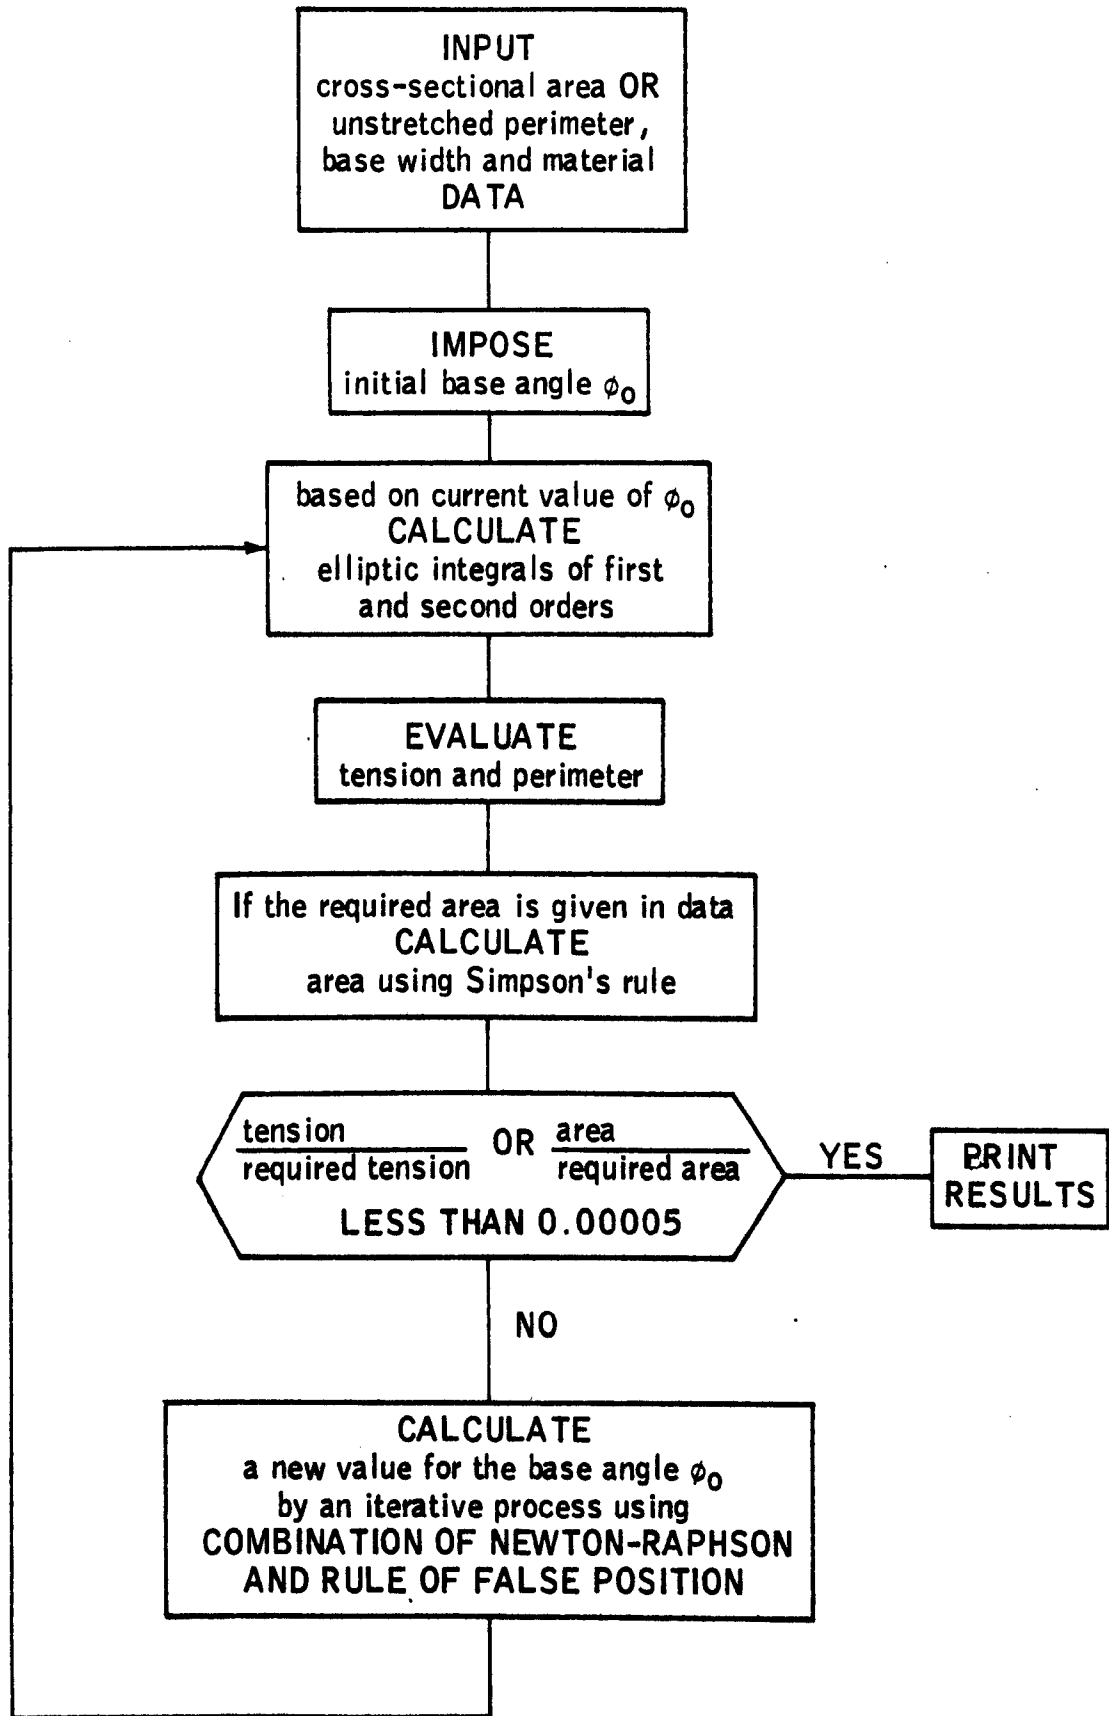 INPUT
cross-sectional area OR
unstretched perimeter,
base width and material
DATA
IMPOSE
initial base angle ϕ₀
based on current value of ϕ₀
CALCULATE
elliptic integrals of first
and second orders
EVALUATE
tension and perimeter
If the required area is given in data
CALCULATE
area using Simpson's rule
tension OR area
required tension required area
LESS THAN 0.00005
YES
PRINT
RESULTS
NO
CALCULATE
a new value for the base angle ϕ₀
by an iterative process using
COMBINATION OF NEWTON-RAPHSON
AND RULE OF FALSE POSITION